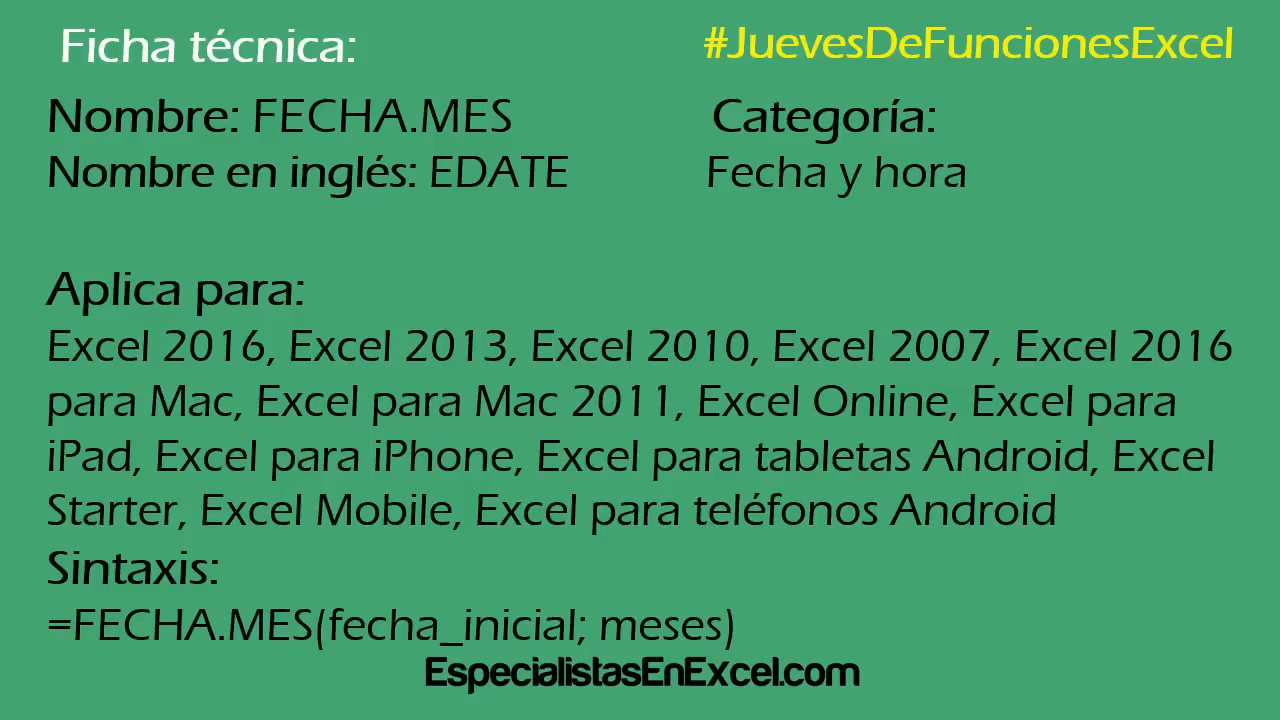 Ficha técnica:
#JuevesDeFuncionesExcel
Nombre: FECHA.MES
Categoría:
Nombre en inglés: EDATE
Fecha y hora
Aplica para:
Excel 2016, Excel 2013, Excel 2010, Excel 2007, Excel 2016
para Mac, Excel para Mac 2011, Excel Online, Excel para
iPad, Excel para iPhone, Excel para tabletas Android, Excel
Starter, Excel Mobile, Excel para teléfonos Android
Sintaxis:
=FECHA.MES(fecha_inicial; meses)
EspecialistasEnExcel.com